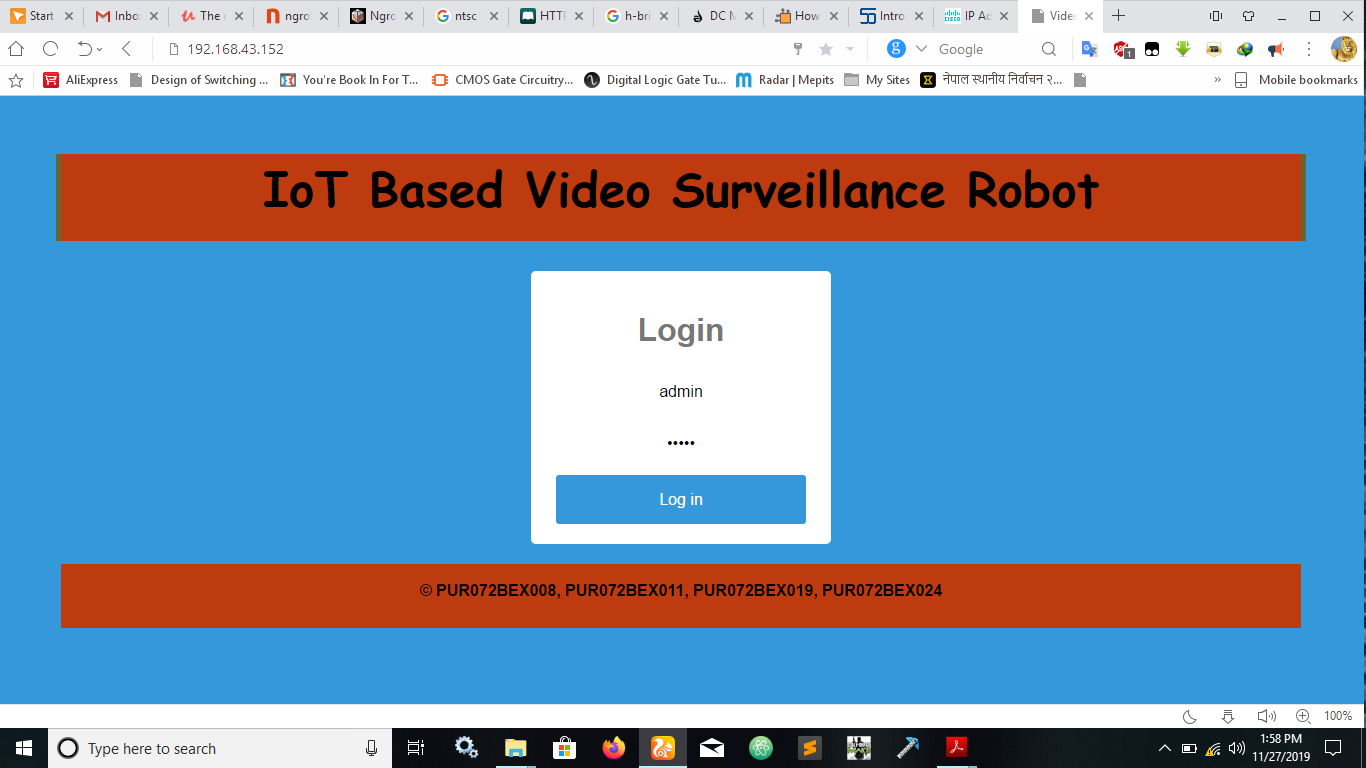 Start
Inbo
The c
ngro
Ngro
ntsc
HTTP
h-bri
DC M
How
Intro
IP Ad
Video
192.168.43.152
Google
AliExpress
Design of Switching ...
You're Book In For T...
CMOS Gate Circuitry...
Digital Logic Gate Tu...
Radar | Mepits
My Sites
नेपाल स्थानीय निर्वाचन २...
»
Mobile bookmarks
IoT Based Video Surveillance Robot
Login
admin
•••••
Log in
© PUR072BEX008, PUR072BEX011, PUR072BEX019, PUR072BEX024
100%
Type here to search
1:58 PM
11/27/2019